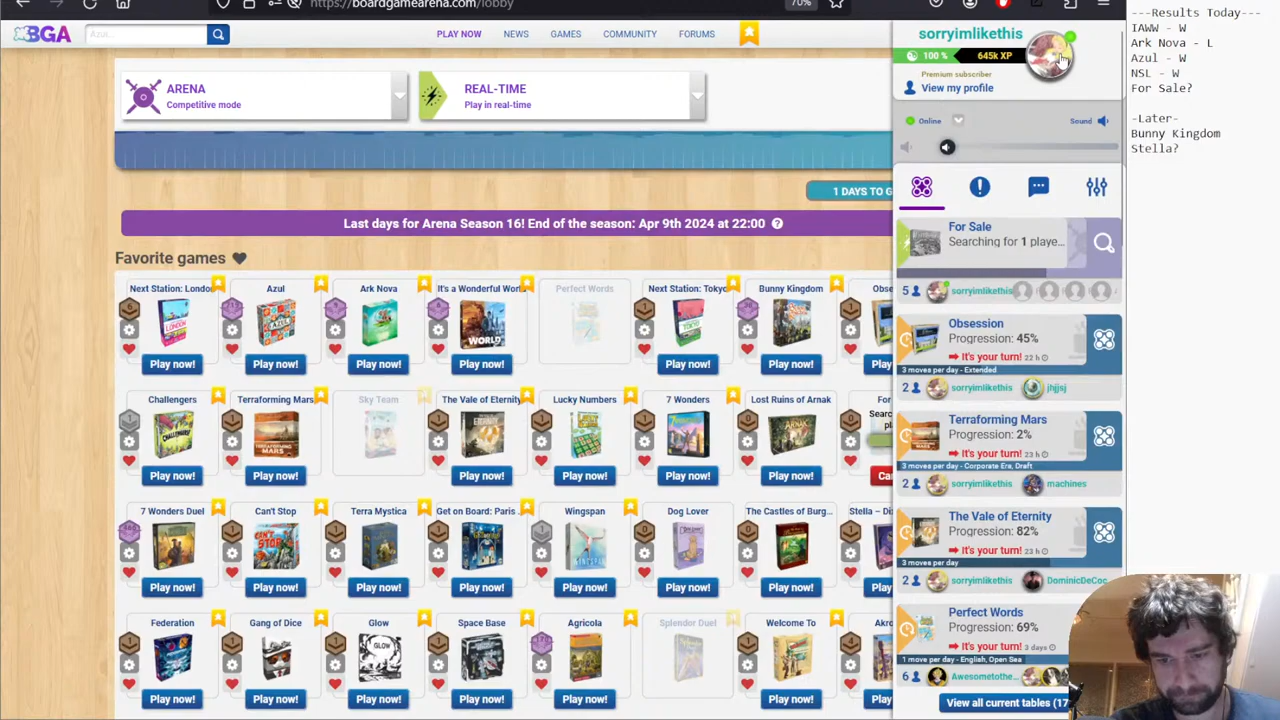 https://boardgamearena.com/lobby
70%
BGA
PLAY NOW NEWS GAMES COMMUNITY FORUMS
sorryimlikethis
100 % 645k XP
Premium subscriber
View my profile
ARENA
Competitive mode
REAL-TIME
Play in real-time
Online Sound
1 DAYS TO G
Last days for Arena Season 16! End of the season: Apr 9th 2024 at 22:00 ?
Favorite games
Next Station: London
Azul
Ark Nova
It's a Wonderful Worl
Perfect Words
Next Station: Tokyo
Bunny Kingdom
Obse
Play now! Play now! Play now! Play now! Play now! Play now!
Challengers
Terraforming Mars
Sky Team
The Vale of Eternity
Lucky Numbers
7 Wonders
Lost Ruins of Arnak
For
Searc
pl
Play now! Play now! Play now! Play now! Play now! Play now! Ca
7 Wonders Duel
Can't Stop
Terra Mystica
Get on Board: Paris
Wingspan
Dog Lover
The Castles of Burg...
Stella – Di
Play now! Play now! Play now! Play now! Play now! Play now! Play now!
Federation
Gang of Dice
Glow
Space Base
Agricola
Splender Duel
Welcome To
Akro
Play now! Play now! Play now! Play now! Play now! Play now!
For Sale
Searching for 1 playe...
5 sorryimlikethis
Obsession
Progression: 45%
It's your turn! 22 h
3 moves per day - Extended
2 sorryimlikethis jhjjsj
Terraforming Mars
Progression: 2%
It's your turn! 23 h
3 moves per day - Corporate Era, Draft
2 sorryimlikethis machines
The Vale of Eternity
Progression: 82%
It's your turn! 23 h
3 moves per day
2 sorryimlikethis DominicDeCoc
Perfect Words
Progression: 69%
It's your turn! 3 days
1 move per day - English, Open Sea
6 Awesometothe...
View all current tables (17
---Results Today---
IAWW - W
Ark Nova - L
Azul - W
NSL - W
For Sale?
-Later-
Bunny Kingdom
Stella?